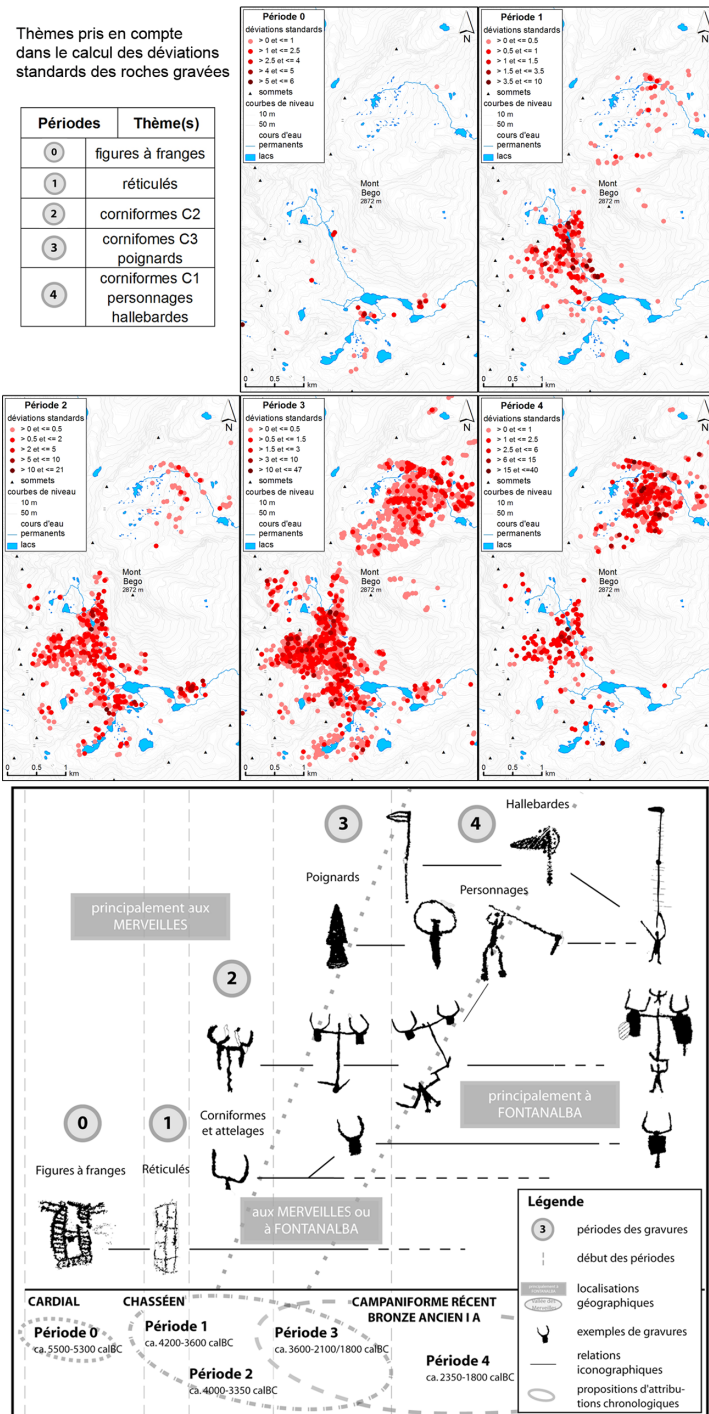 Thèmes pris en compte
dans le calcul des déviations
standards des roches gravées
Périodes Thème(s)
0 figures à franges
1 réticulés
2 corniformes C2
3 cornifomes C3
poignards
4 corniformes C1
personnages
hallebardes
Période 0
déviations standards
> 0 et <= 1
> 1 et <= 2.5
> 2.5 et <= 4
> 4 et <= 5
> 5 et <= 6
sommets
courbes de niveau
10 m
50 m
cours d'eau
permanents
lacs
N
Mont
Bego
2872 m
0 0.5 1
km
Période 1
déviations standards
> 0 et <= 0.5
> 0.5 et <= 1
> 1 et <= 1.5
> 1.5 et <= 3.5
> 3.5 et <= 10
sommets
courbes de niveau
10 m
50 m
cours d'eau
permanents
lacs
N
Mont
Bego
2872 m
0 0.5 1
km
Période 2
déviations standards
> 0 et <= 0.5
> 0.5 et <= 2
> 2 et <= 5
> 5 et <= 10
> 10 et <= 21
sommets
courbes de niveau
10 m
50 m
cours d'eau
permanents
lacs
N
Mont
Bego
2872 m
0 0.5 1
km
Période 3
déviations standards
> 0 et <= 0.5
> 0.5 et <= 1.5
> 1.5 et <= 3
> 3 et <= 10
> 10 et <= 47
sommets
courbes de niveau
10 m
50 m
cours d'eau
permanents
lacs
N
Mont
Bego
2872 m
0 0.5 1
km
Période 4
déviations standards
> 0 et <= 1
> 1 et <= 2.5
> 2.5 et <= 6
> 6 et <= 15
> 15 et <=40
sommets
courbes de niveau
10 m
50 m
cours d'eau
permanents
lacs
N
Mont
Bego
2872 m
0 0.5 1
km
3
4
Hallebardes
Poignards
Personnages
principalement aux
MERVEILLES
2
principalement à
FONTANALBA
0
1
Corniformes
et attelages
Figures à franges
Réticulés
aux MERVEILLES ou
à FONTANALBA
CARDIAL
CHASSÉEN
CAMPANIFORME RÉCENT
BRONZE ANCIEN I A
Période 0
ca. 5500-5300 calBC
Période 1
ca. 4200-3600 calBC
Période 2
ca. 4000-3350 calBC
Période 3
ca. 3600-2100/1800 calBC
Période 4
ca. 2350-1800 calBC
Légende
3 périodes des gravures
début des périodes
localisations
géographiques
exemples de gravures
relations
iconographiques
propositions d'attribu-
tions chronologiques